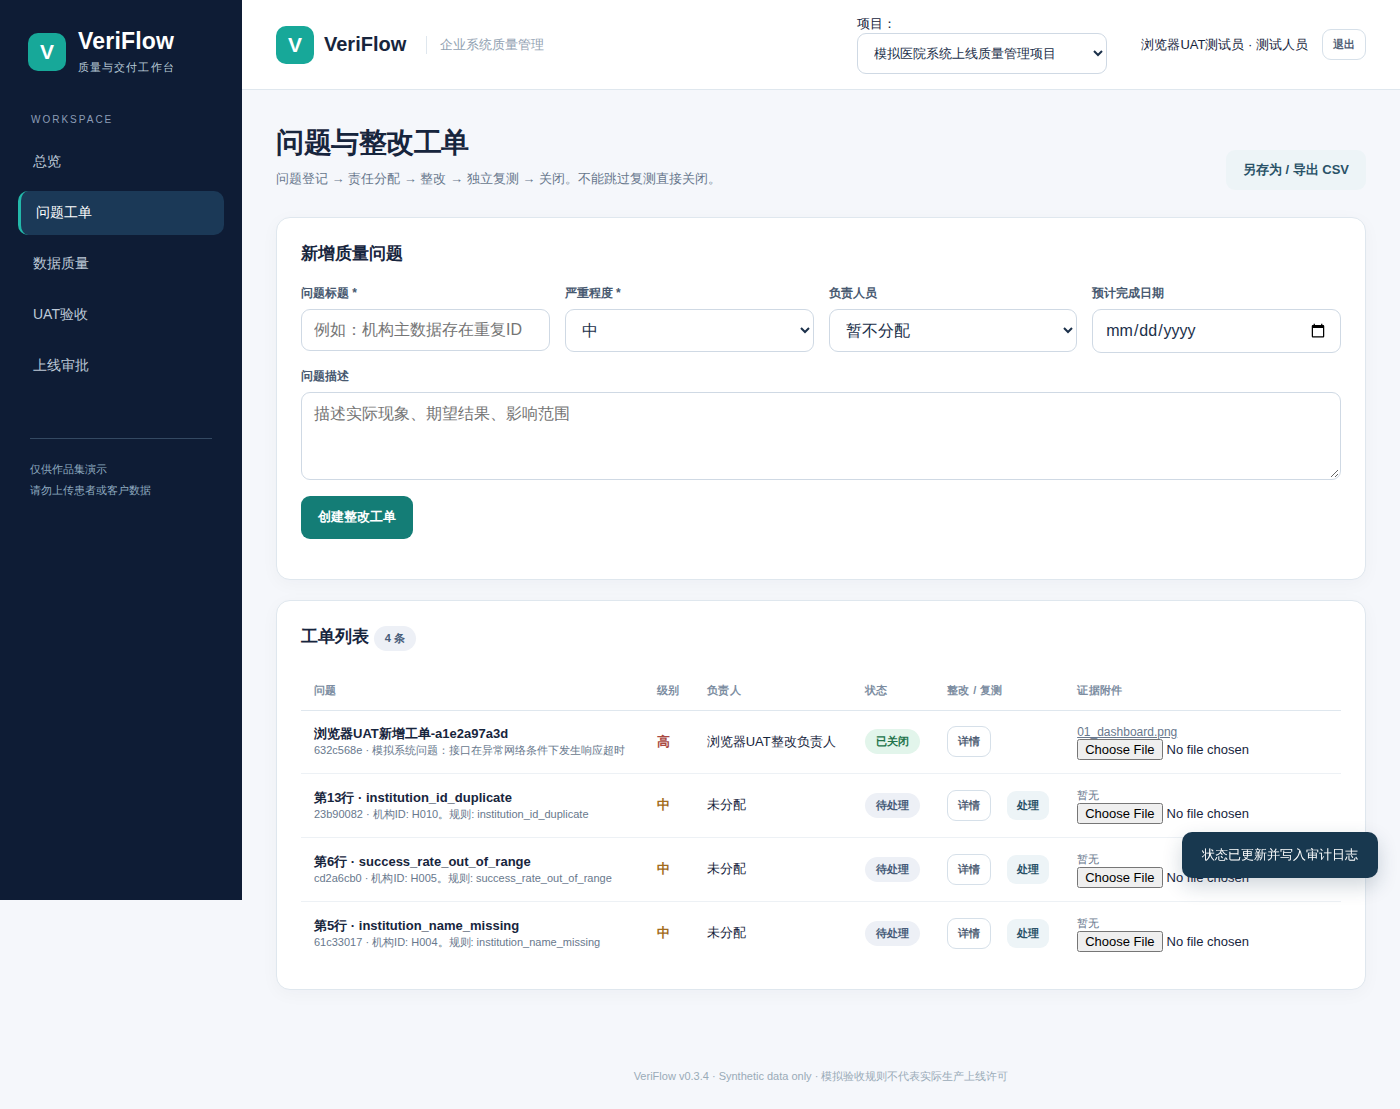 V
VeriFlow
质量与交付工作台
WORKSPACE
总览
问题工单
数据质量
UAT验收
上线审批
仅供作品集演示
请勿上传患者或客户数据
V
VeriFlow
企业系统质量管理
项目：
模拟医院系统上线质量管理项目
浏览器UAT测试员 · 测试人员
退出
问题与整改工单
问题登记 → 责任分配 → 整改 → 独立复测 → 关闭。不能跳过复测直接关闭。
另存为 / 导出 CSV
新增质量问题
问题标题 * 严重程度 * 负责人员 预计完成日期
例如：机构主数据存在重复ID 中 暂不分配 mm/dd/yyyy
问题描述
描述实际现象、期望结果、影响范围
创建整改工单
工单列表 4 条
问题 级别 负责人 状态 整改 / 复测 证据附件
浏览器UAT新增工单-a1e2a97a3d
632c568e · 模拟系统问题：接口在异常网络条件下发生响应超时
高 浏览器UAT整改负责人 已关闭 详情
01_dashboard.png
Choose File No file chosen
第13行 · institution_id_duplicate
23b90082 · 机构ID: H010。规则: institution_id_duplicate
中 未分配 待处理 详情 处理
暂无
Choose File No file chosen
第6行 · success_rate_out_of_range
cd2a6cb0 · 机构ID: H005。规则: success_rate_out_of_range
中 未分配 待处理 详情 处理
暂无
Choose File No file chosen
状态已更新并写入审计日志
第5行 · institution_name_missing
61c33017 · 机构ID: H004。规则: institution_name_missing
中 未分配 待处理 详情 处理
暂无
Choose File No file chosen
VeriFlow v0.3.4 · Synthetic data only · 模拟验收规则不代表实际生产上线许可